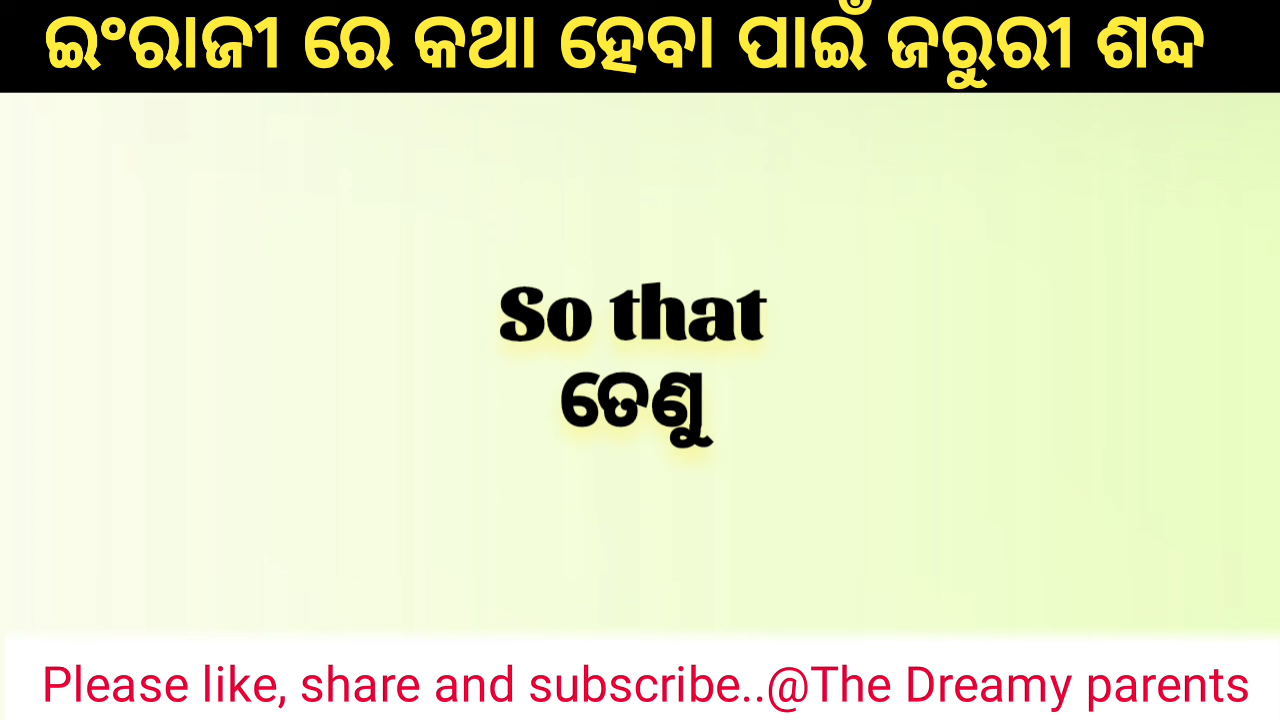 ଇଂରାଜୀ ରେ କଥା ହେବା ପାଇଁ ଜରୁରୀ ଶବ୍ଦ
So that
ତେଣୁ
Please like, share and subscribe..@The Dreamy parents